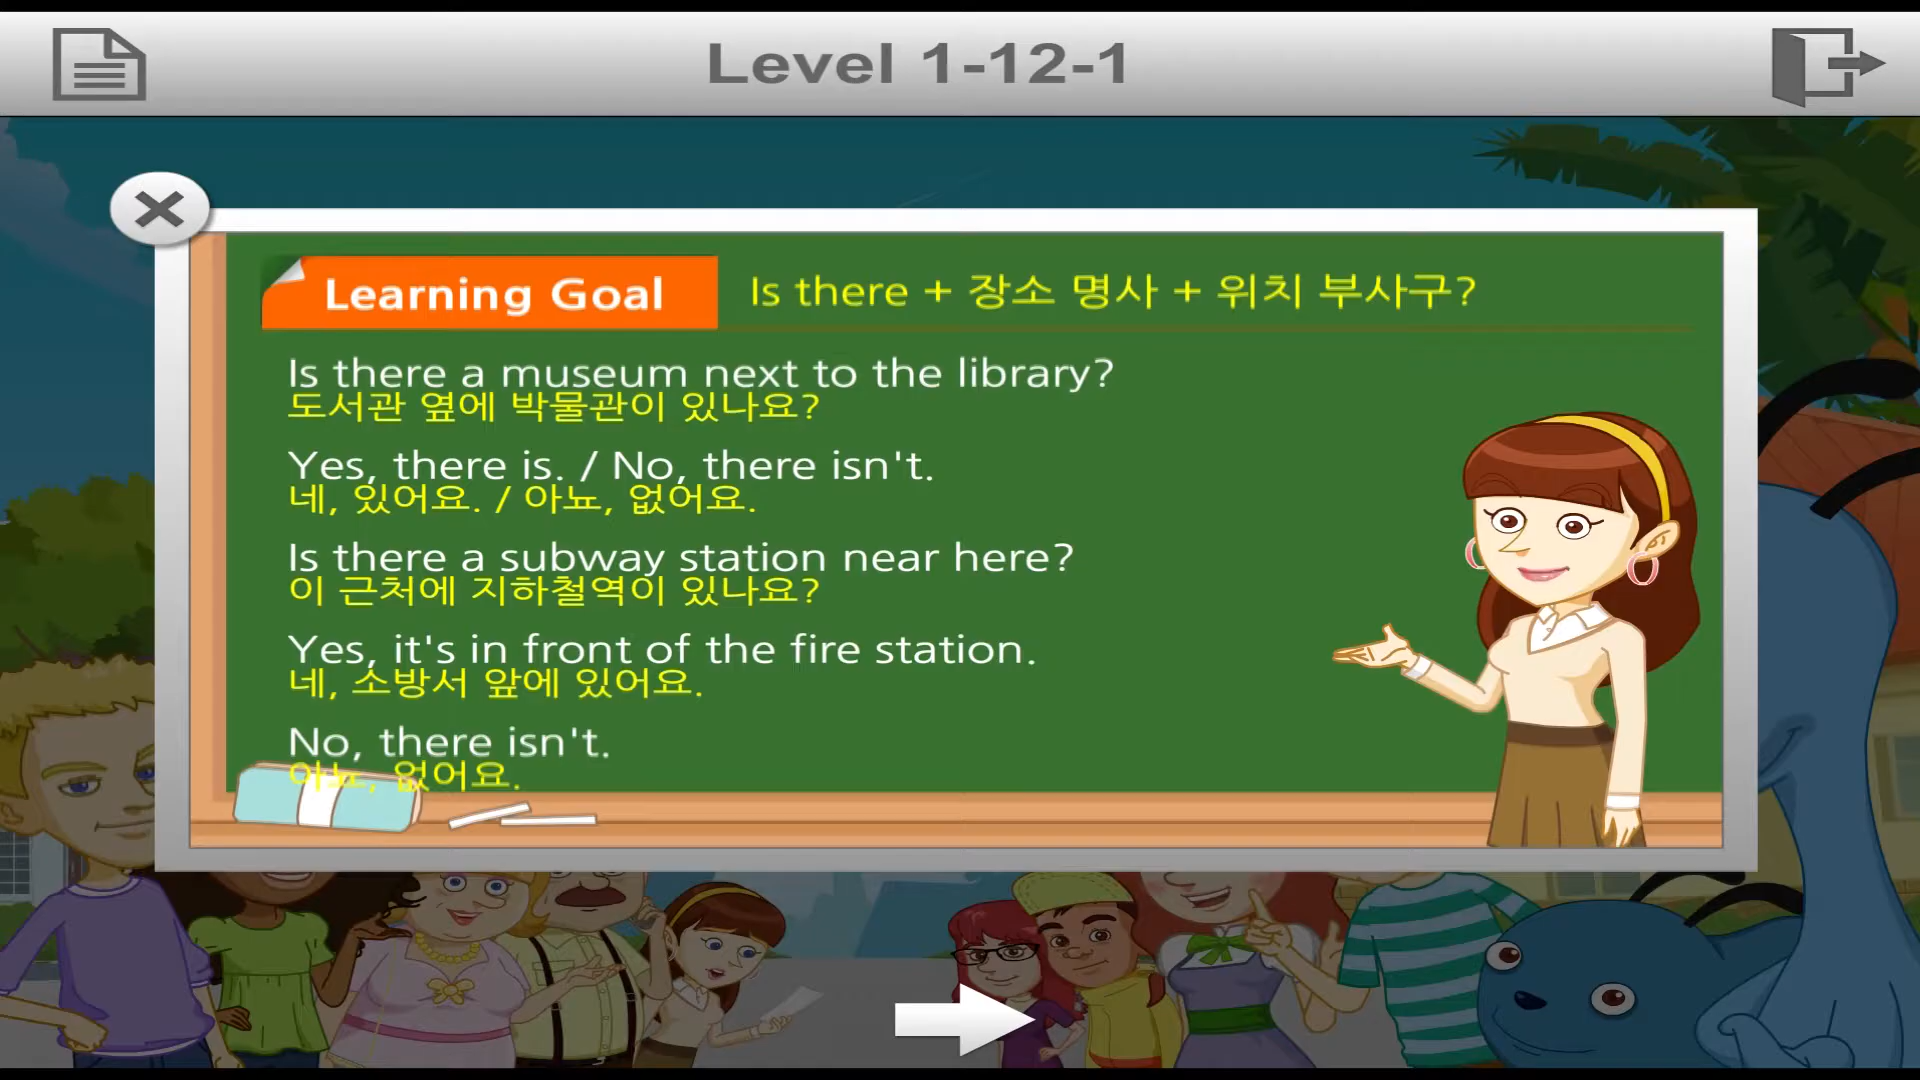 Level 1-12-1
Learning Goal
Is there + 장소 명사 + 위치 부사구?
Is there a museum next to the library?
도서관 옆에 박물관이 있나요?
Yes, there is. / No, there isn't.
네, 있어요. / 아뇨, 없어요.
Is there a subway station near here?
이 근처에 지하철역이 있나요?
Yes, it's in front of the fire station.
네, 소방서 앞에 있어요.
No, there isn't.
아뇨, 없어요.